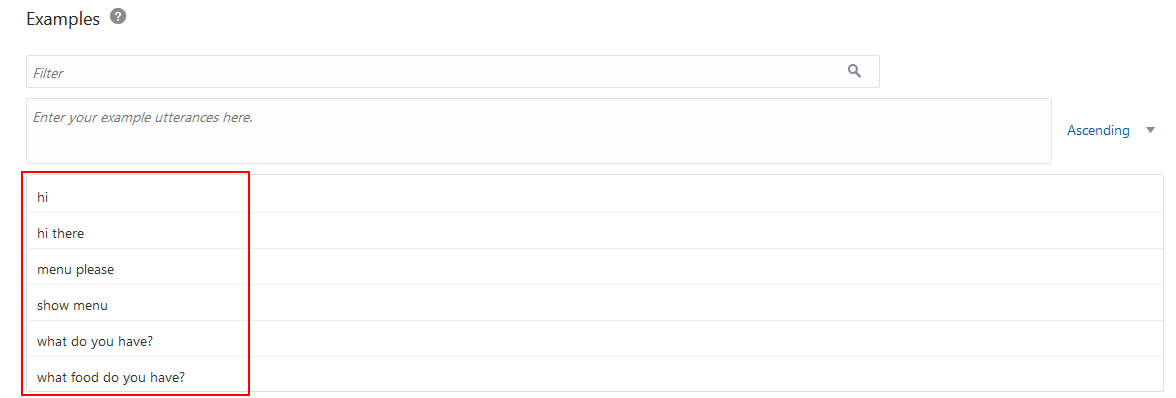 Examples ?
Filter
Enter your example utterances here.
Ascending
hi
hi there
menu please
show menu
what do you have?
what food do you have?